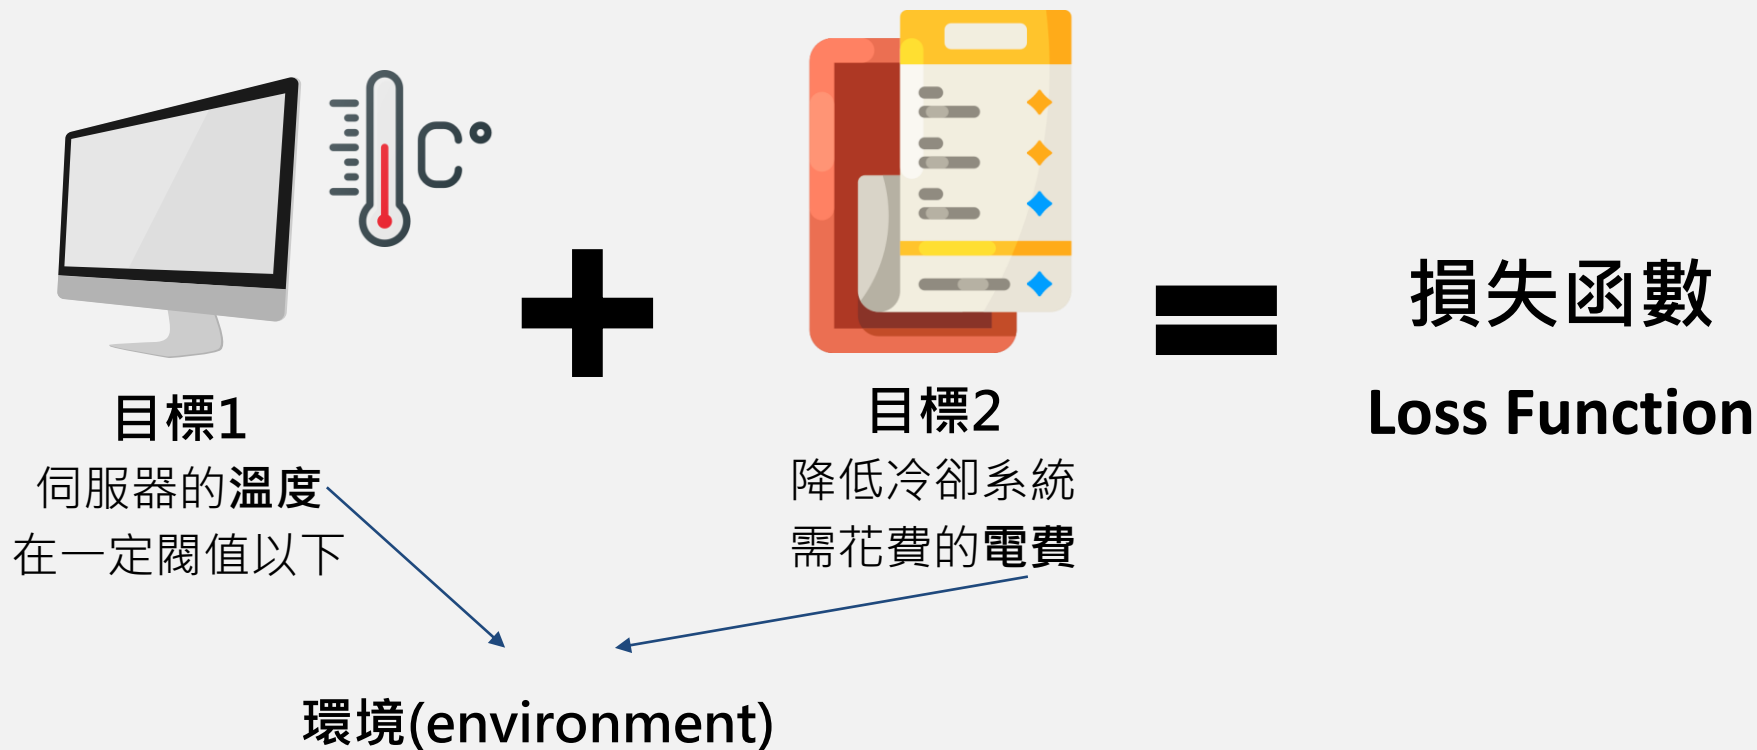 C°
目標1
伺服器的溫度
在一定閥值以下
目標2
降低冷卻系統
需花費的電費
損失函數
Loss Function
環境(environment)